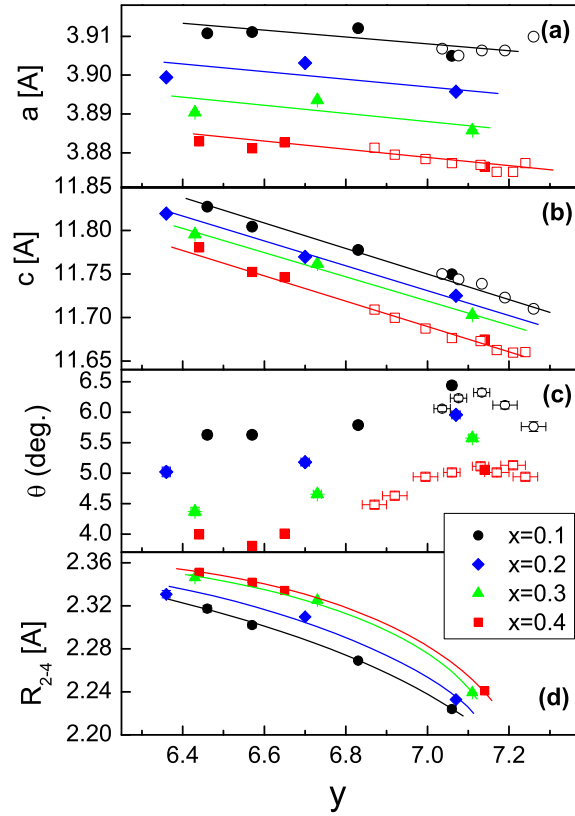 (a)
a [A]
3.91
3.90
3.89
3.88
11.85
(b)
c [A]
11.80
11.75
11.70
11.65
(c)
θ (deg.)
6.5
6.0
5.5
5.0
4.5
4.0
x=0.1
x=0.2
x=0.3
x=0.4
(d)
R2-4 [A]
2.36
2.32
2.28
2.24
2.20
6.4 6.6 6.8 7.0 7.2
y